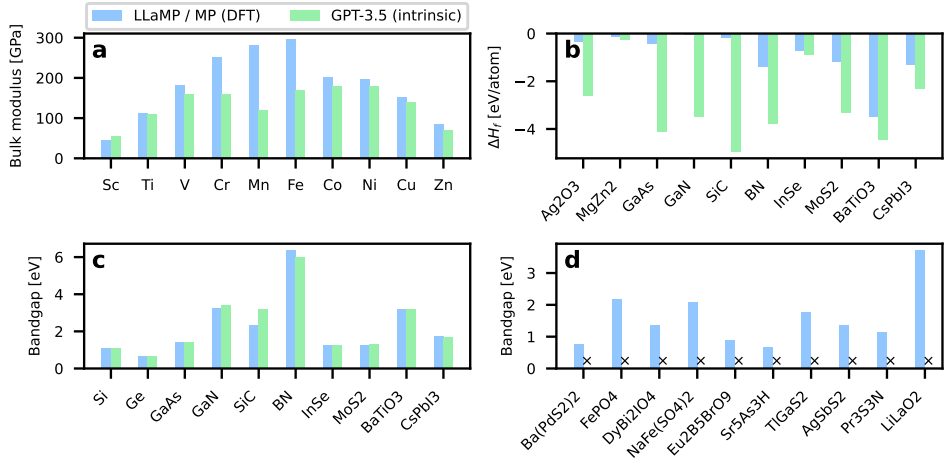 LLaMP / MP (DFT)
GPT-3.5 (intrinsic)
a
Bulk modulus [GPa]
300
200
100
0
Sc Ti V Cr Mn Fe Co Ni Cu Zn
b
ΔH_f [eV/atom]
0
−2
−4
Ag2O3 MgZn2 GaAs GaN SiC BN InSe MoS2 BaTiO3 CsPbI3
c
Bandgap [eV]
6
4
2
0
Si Ge GaAs GaN SiC BN InSe MoS2 BaTiO3 CsPbI3
d
Bandgap [eV]
3
2
1
0
× × × × × × × × × ×
Ba(PdS2)2 FePO4 DyBi2IO4 NaFe(SO4)2 Eu2B5BrO9 Sr5As3H TlGaS2 AgSbS2 Pr3S3N LiLaO2